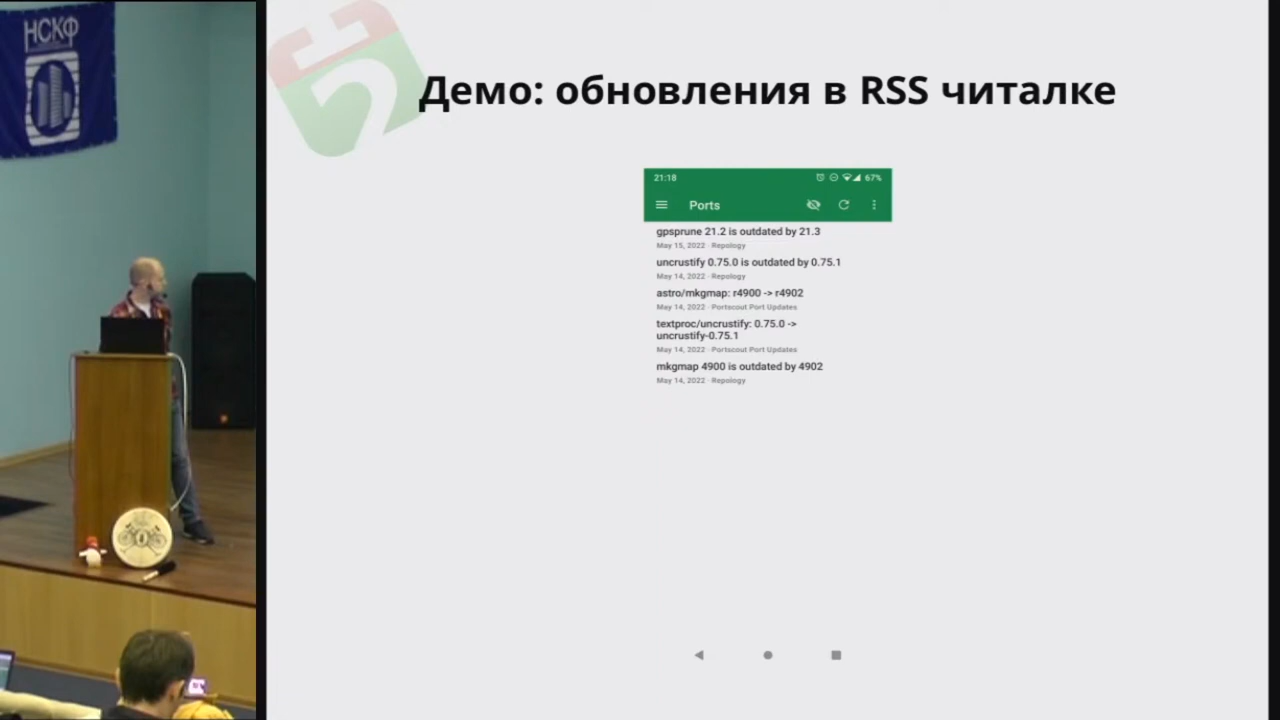 НСКФ
Демо: обновления в RSS читалке
21:18
67%
Ports
gpsprune 21.2 is outdated by 21.3
May 15, 2022 · Repology
uncrustify 0.75.0 is outdated by 0.75.1
May 14, 2022 · Repology
astro/mkgmap: r4900 -> r4902
May 14, 2022 · Portscout Port Updates
textproc/uncrustify: 0.75.0 ->
uncrustify-0.75.1
May 14, 2022 · Portscout Port Updates
mkgmap 4900 is outdated by 4902
May 14, 2022 · Repology